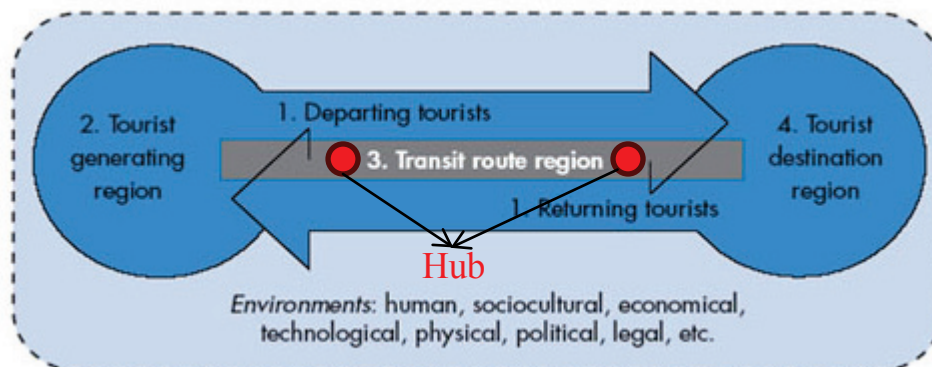 1. Departing tourists
2. Tourist
generating
region
3. Transit route region
4. Tourist
destination
region
1. Returning tourists
Hub
Environments: human, sociocultural, economical,
technological, physical, political, legal, etc.